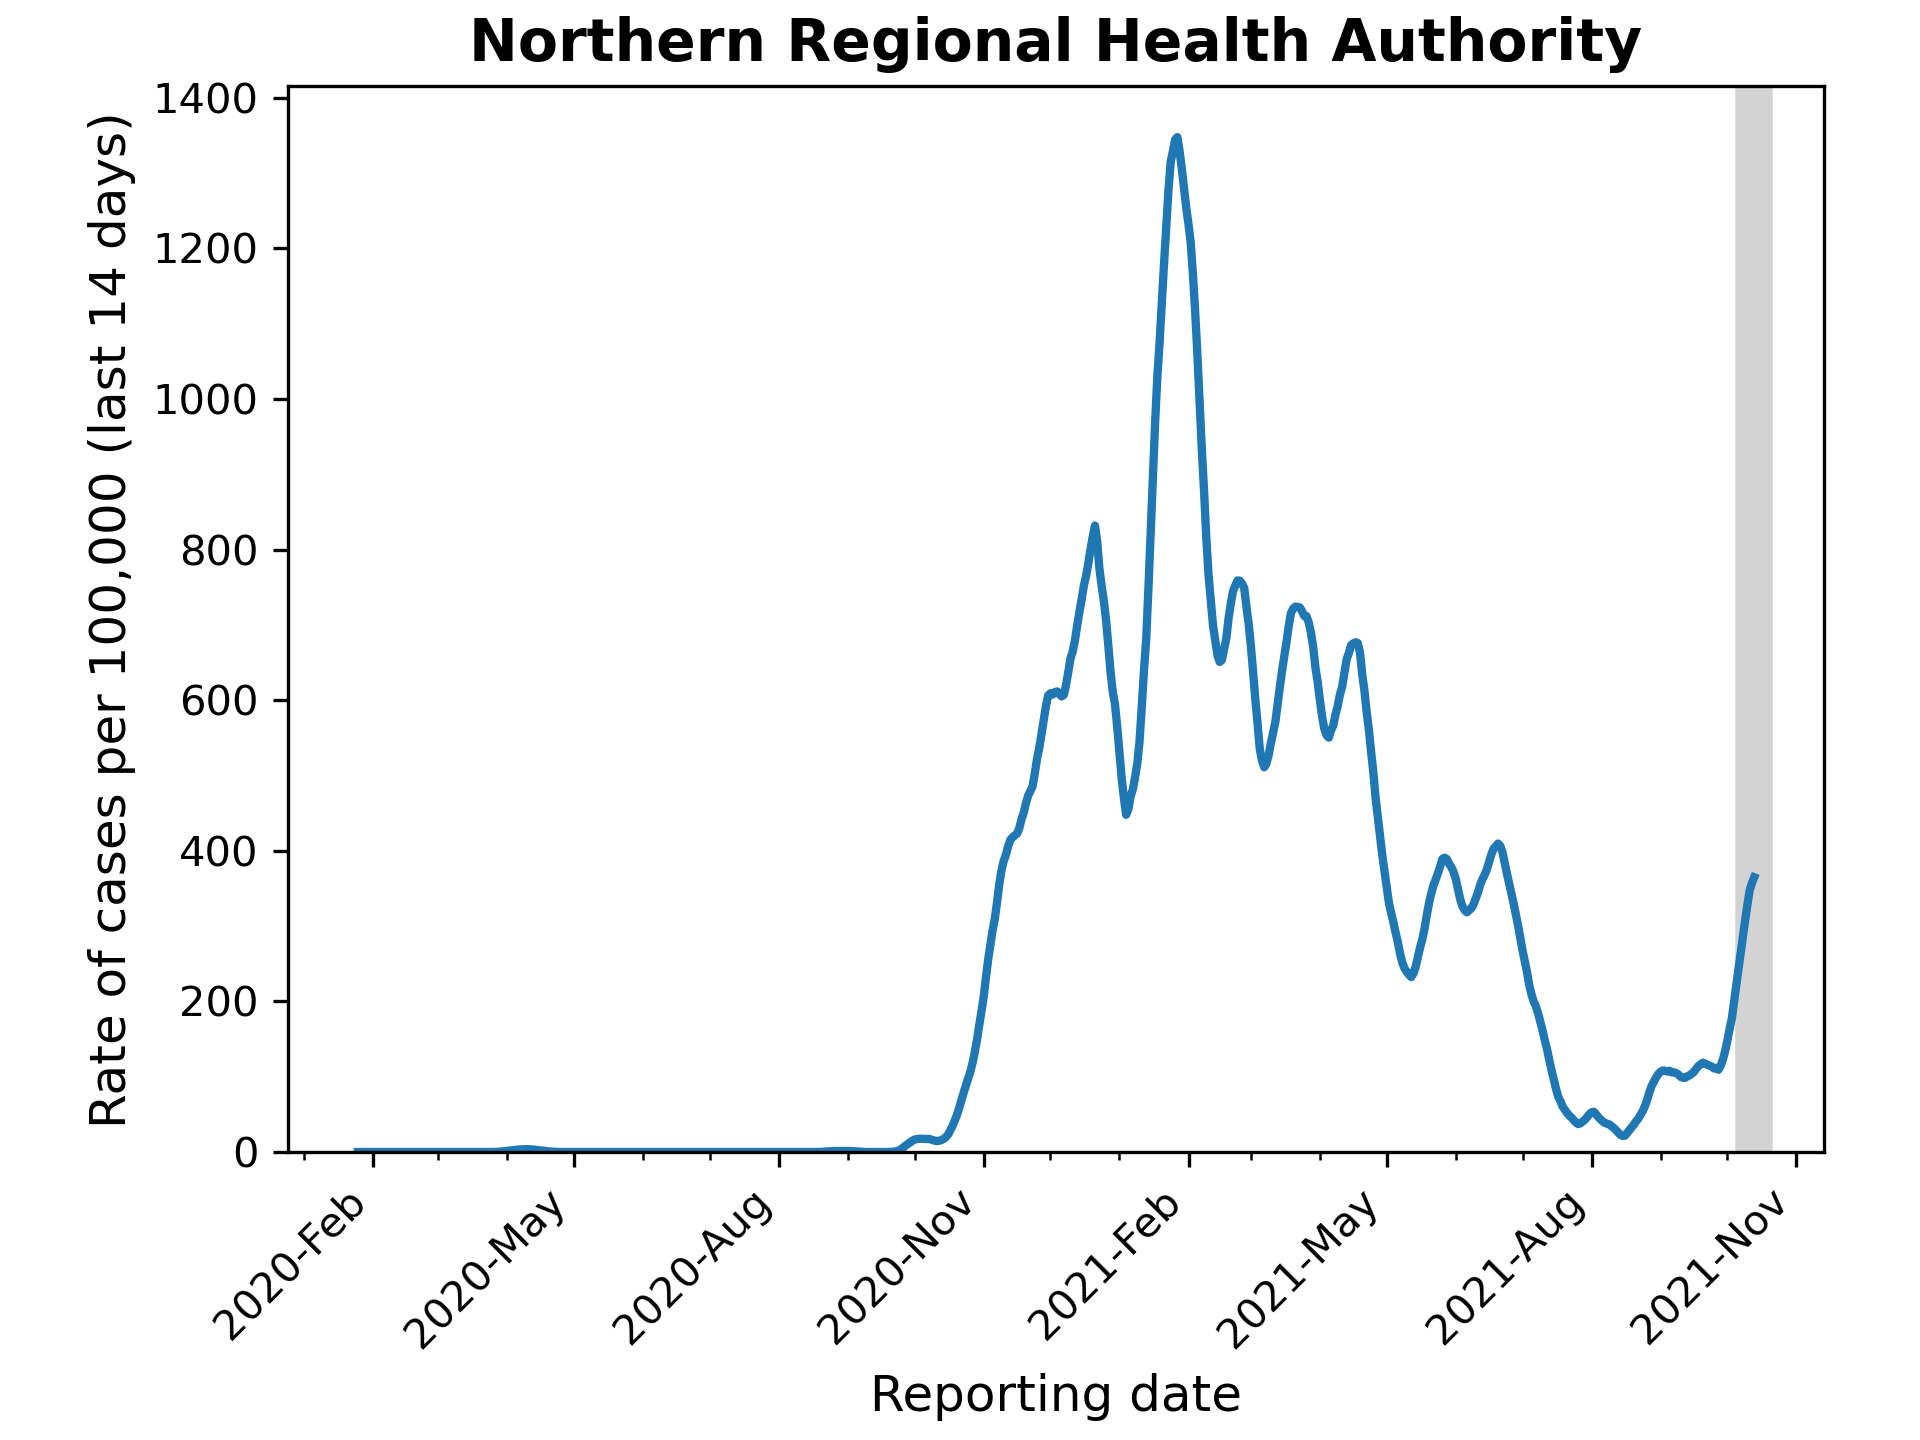 Northern Regional Health Authority
Rate of cases per 100,000 (last 14 days)
1400
1200
1000
800
600
400
200
0
2020-Feb
2020-May
2020-Aug
2020-Nov
2021-Feb
2021-May
2021-Aug
2021-Nov
Reporting date